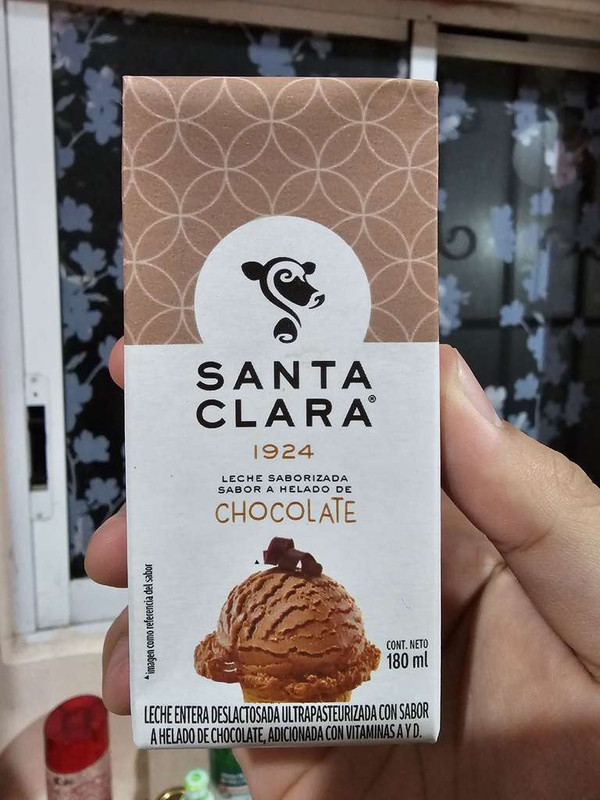 SANTA
CLARA®
1924
LECHE SABORIZADA
SABOR A HELADO DE
CHOCOLATE
▲imagen como referencia del sabor
CONT. NETO
180 ml
LECHE ENTERA DESLACTOSADA ULTRAPASTEURIZADA CON SABOR
A HELADO DE CHOCOLATE, ADICIONADA CON VITAMINAS A Y D.